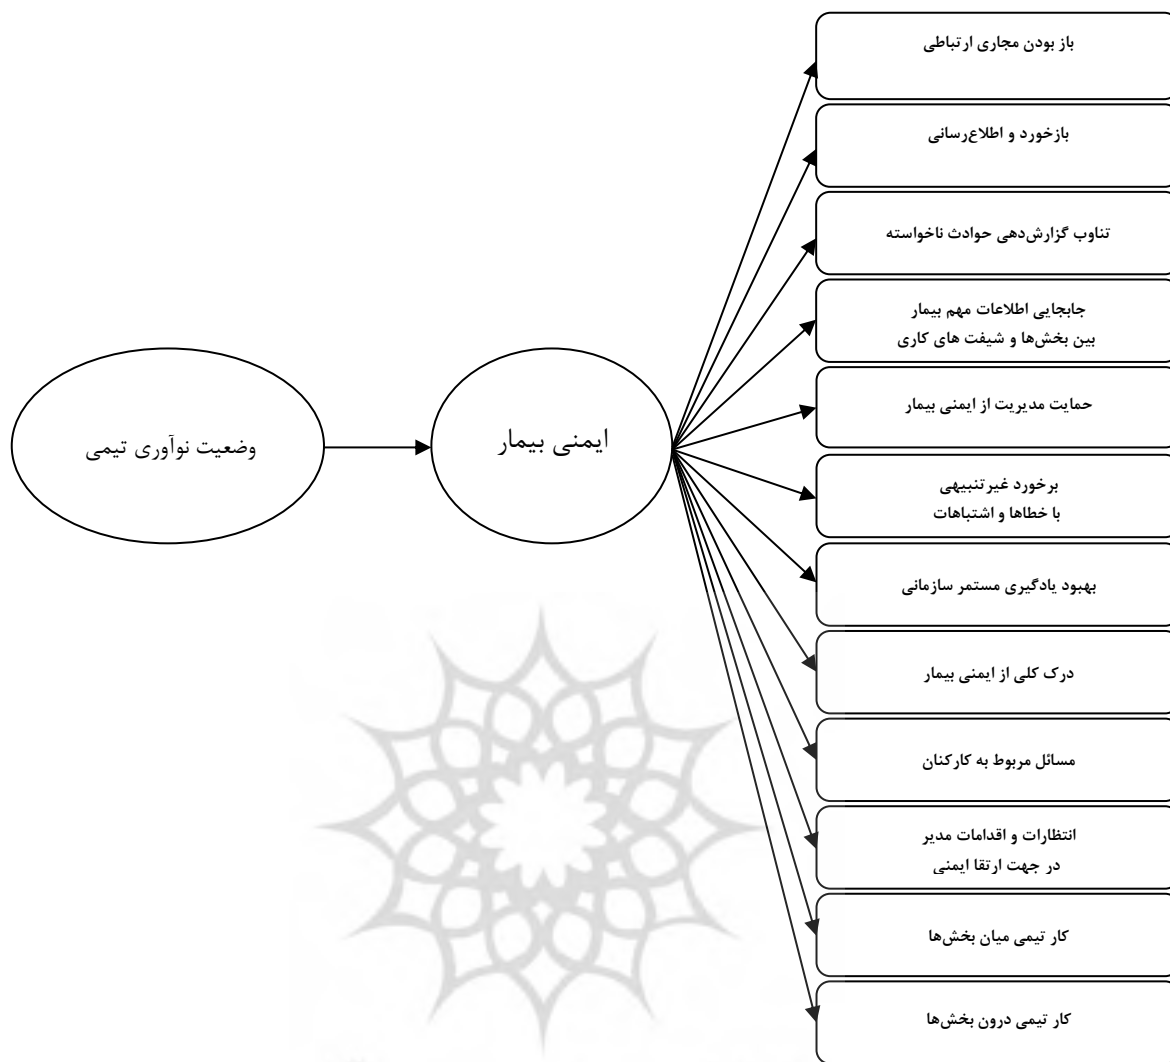 باز بودن مجاری ارتباطی
بازخورد و اطلاع‌رسانی
تناوب گزارش‌دهی حوادث ناخواسته
جابجایی اطلاعات مهم بیمار
بین بخش‌ها و شیفت های کاری
حمایت مدیریت از ایمنی بیمار
برخورد غیرتنبیهی
با خطاها و اشتباهات
بهبود یادگیری مستمر سازمانی
درک کلی از ایمنی بیمار
مسائل مربوط به کارکنان
انتظارات و اقدامات مدیر
در جهت ارتقا ایمنی
کار تیمی میان بخش‌ها
کار تیمی درون بخش‌ها
ایمنی بیمار
وضعیت نوآوری تیمی